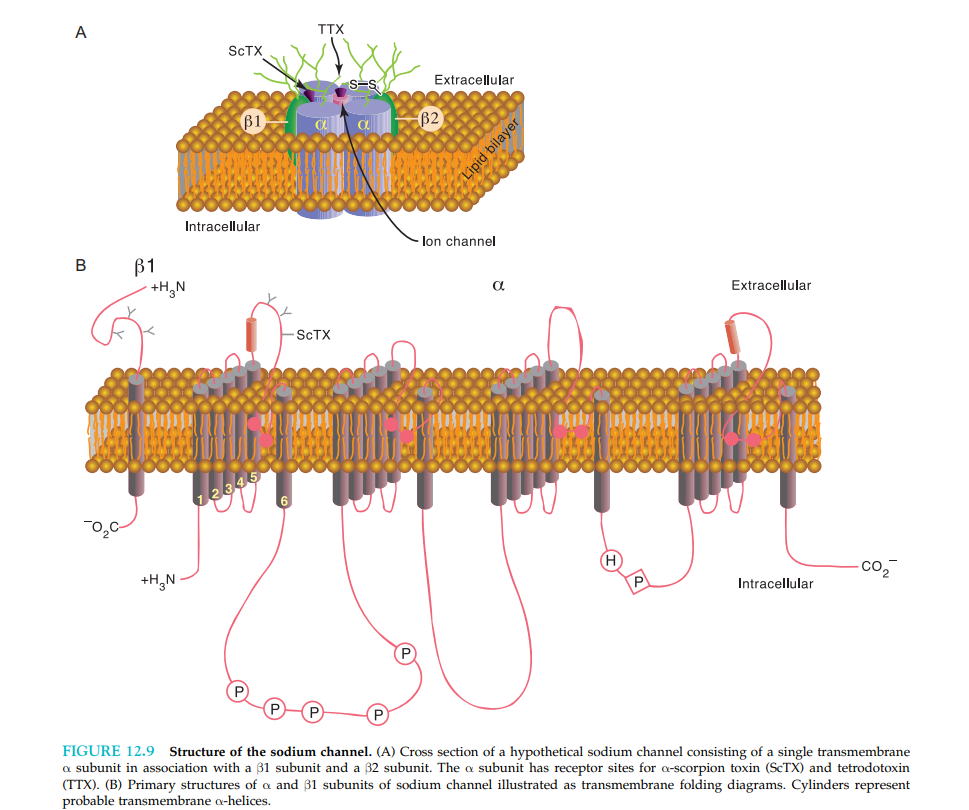 A
TTX
ScTX
S=S
Extracellular
β1
α
α
β2
Lipid bilayer
Intracellular
Ion channel
B
β1
+H3N
α
Extracellular
ScTX
1 2 3 4 5
6
−O2C
+H3N
H
P
CO2−
Intracellular
P
P
P
P
P
FIGURE 12.9 Structure of the sodium channel. (A) Cross section of a hypothetical sodium channel consisting of a single transmembrane
α subunit in association with a β1 subunit and a β2 subunit. The α subunit has receptor sites for α-scorpion toxin (ScTX) and tetrodotoxin
(TTX). (B) Primary structures of α and β1 subunits of sodium channel illustrated as transmembrane folding diagrams. Cylinders represent
probable transmembrane α-helices.